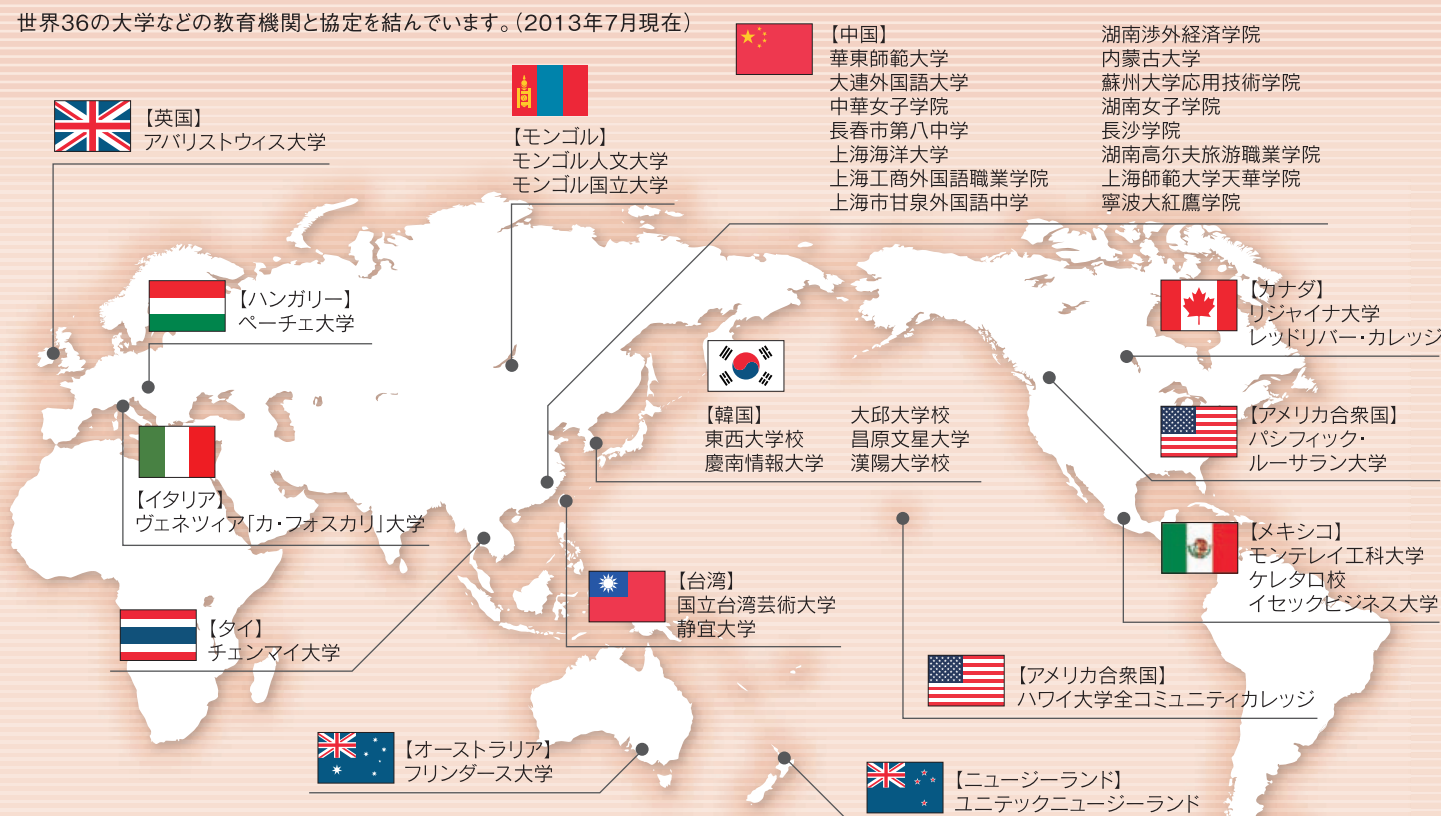 世界36の大学などの教育機関と協定を結んでいます。(2013年7月現在)
【英国】
アバリストウィス大学
【モンゴル】
モンゴル人文大学
モンゴル国立大学
【中国】
華東師範大学
大連外国語大学
中華女子学院
長春市第八中学
上海海洋大学
上海工商外国語職業学院
上海市甘泉外国語中学
湖南渉外経済学院
内蒙古大学
蘇州大学応用技術学院
湖南女子学院
長沙学院
湖南高尔夫旅游職業学院
上海師範大学天華学院
寧波大紅鷹学院
【ハンガリー】
ペーチェ大学
【カナダ】
リジャイナ大学
レッドリバー・カレッジ
【韓国】
東西大学校
慶南情報大学
大邱大学校
昌原文星大学
漢陽大学校
【アメリカ合衆国】
パシフィック・
ルーサラン大学
【イタリア】
ヴェネツィア「カ・フォスカリ」大学
【メキシコ】
モンテレイ工科大学
ケレタロ校
イセックビジネス大学
【台湾】
国立台湾芸術大学
静宜大学
【タイ】
チェンマイ大学
【アメリカ合衆国】
ハワイ大学全コミュニティカレッジ
【オーストラリア】
フリンダース大学
【ニュージーランド】
ユニテックニュージーランド